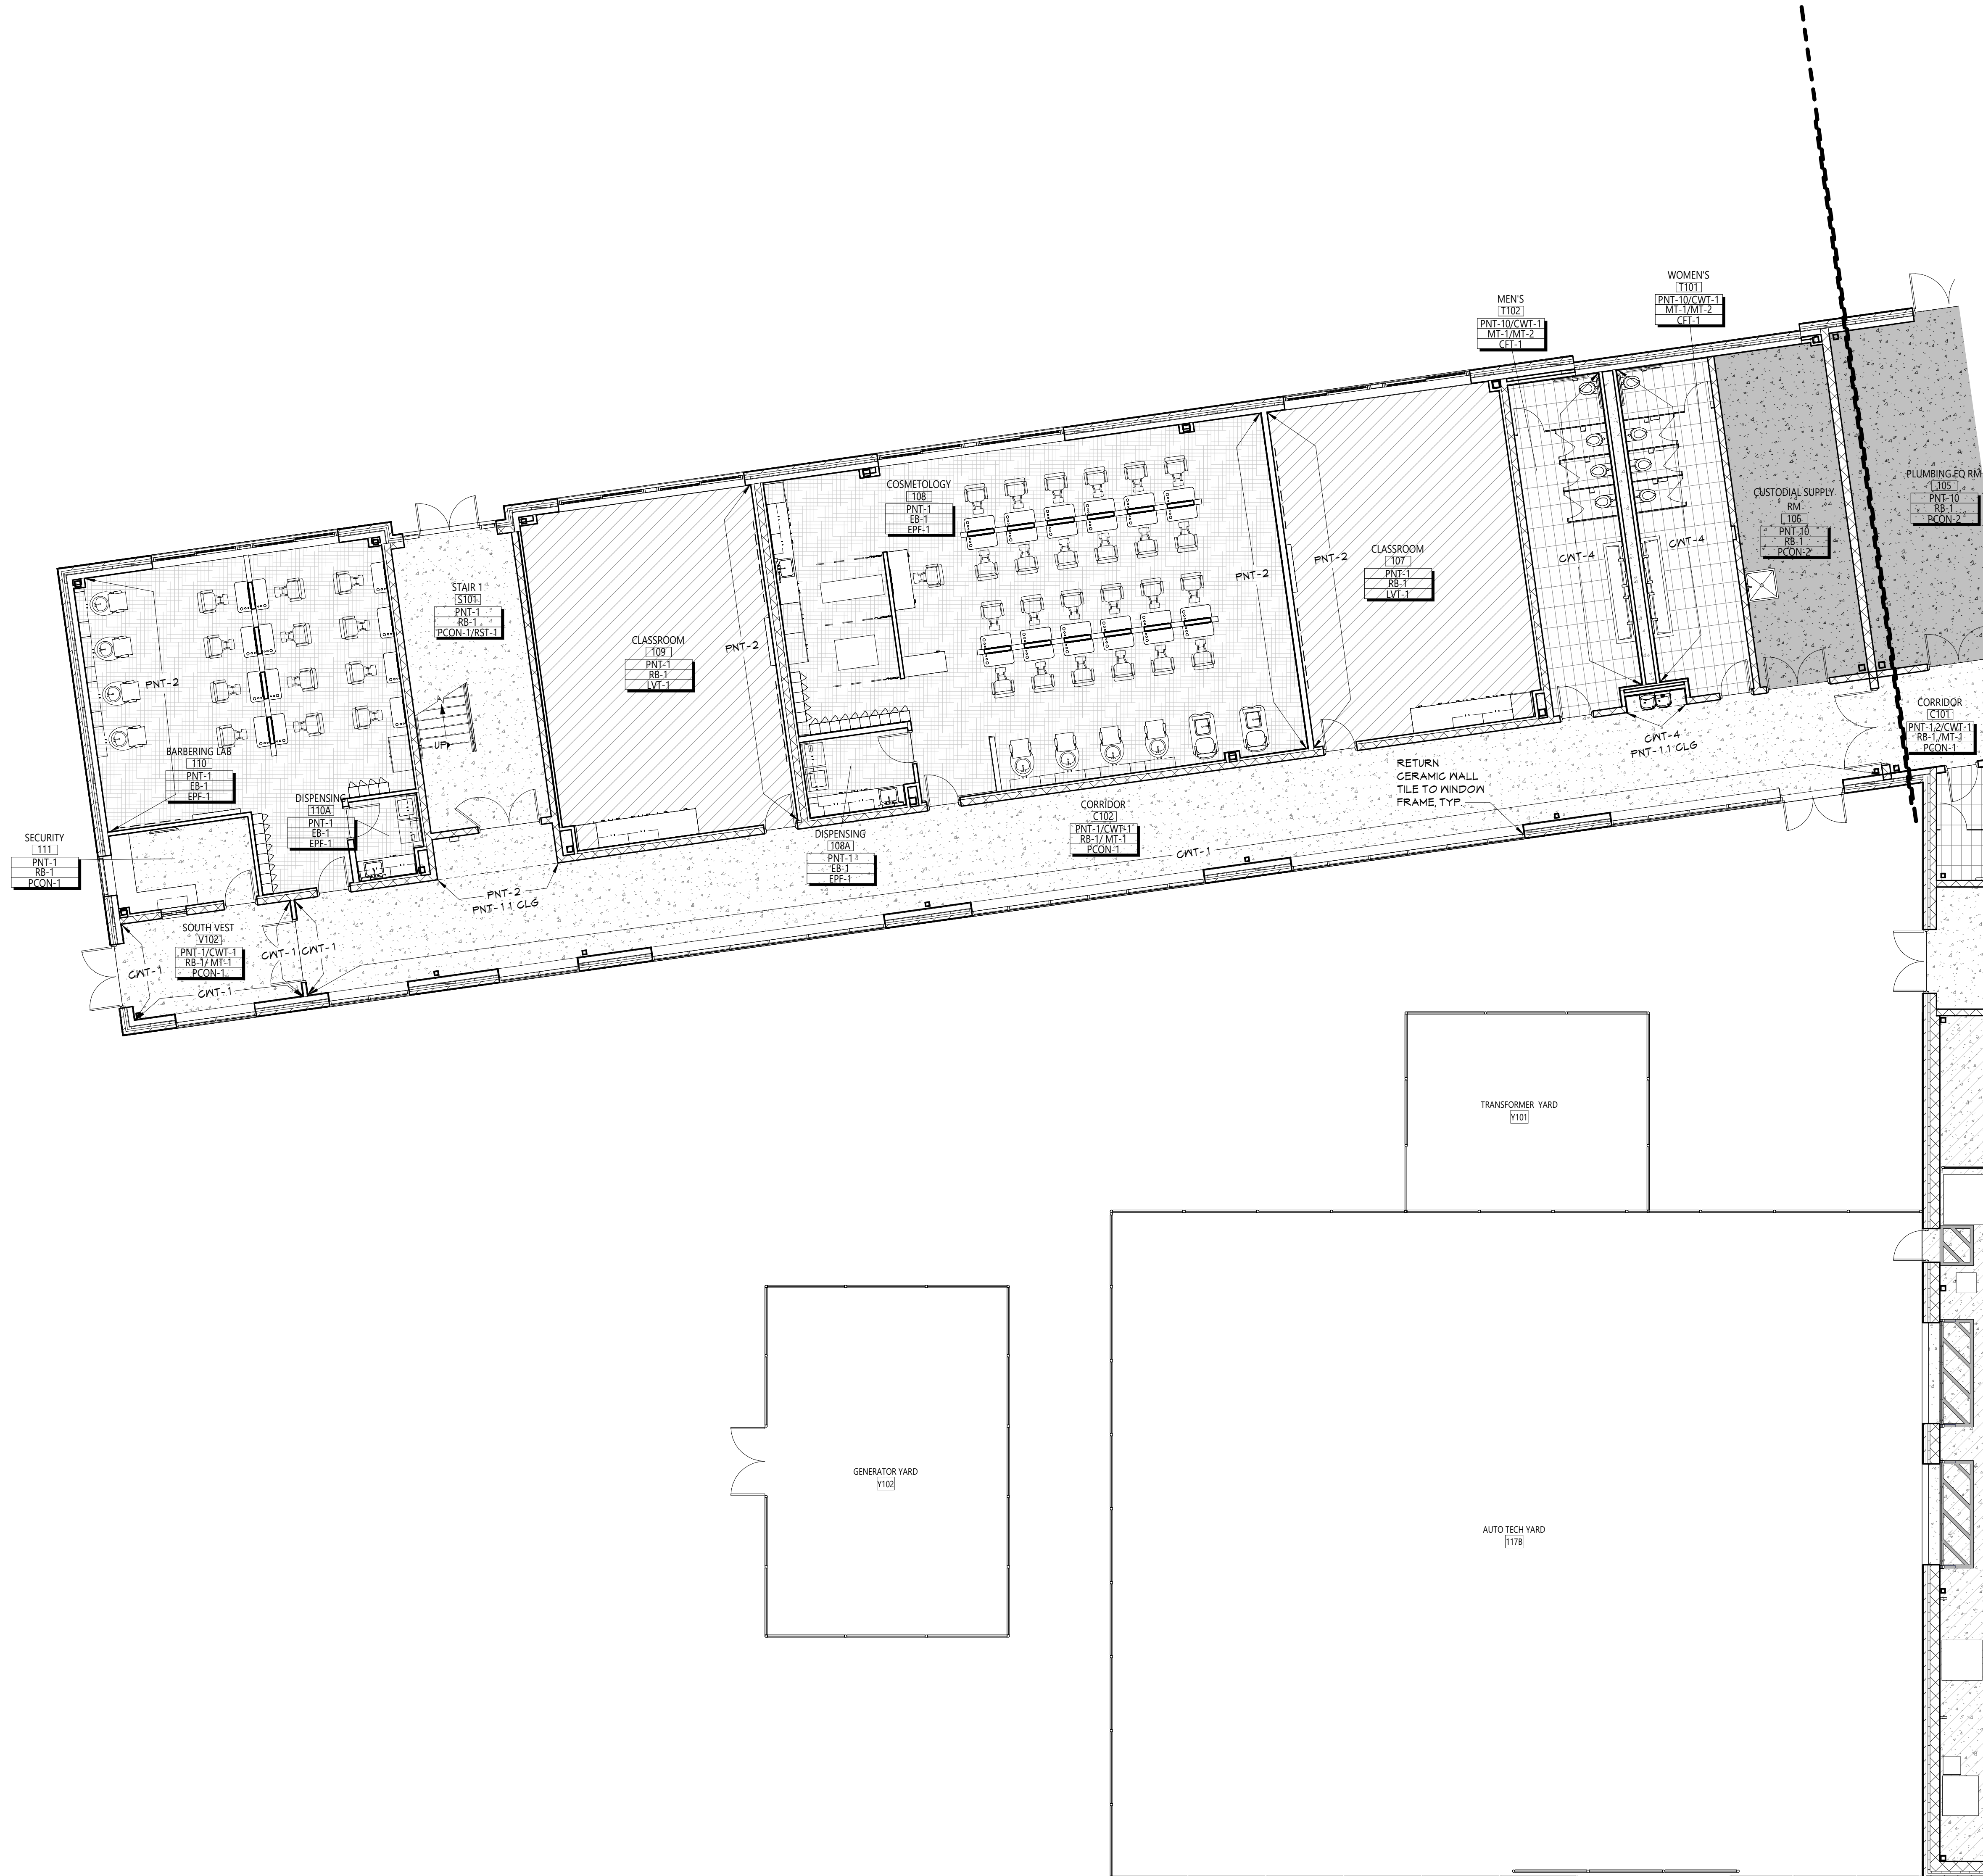 WOMEN'S
T101
PNT-10/CWT-1
MT-1/MT-2
CFT-1
MEN'S
T102
PNT-10/CWT-1
MT-1/MT-2
CFT-1
PLUMBING EQ RM
105
PNT-10
RB-1
PCON-2
CUSTODIAL SUPPLY
RM
106
PNT-10
RB-1
PCON-2
COSMETOLOGY
108
PNT-1
EB-1
EPF-1
CWT-4
CWT-4
CLASSROOM
107
PNT-1
RB-1
LVT-1
PNT-2
PNT-2
STAIR 1
S101
PNT-1
RB-1
PCON-1/RST-1
UP
CLASSROOM
109
PNT-1
RB-1
LVT-1
PNT-2
PNT-2
CORRIDOR
C101
PNT-1,2/CWT-1
RB-1,/MT-1
PCON-1
CWT-4
PNT-11 CLG
BARBERING LAB
110
PNT-1
EB-1
EPF-1
RETURN
CERAMIC WALL
TILE TO WINDOW
FRAME, TYP.
DISPENSING
110A
PNT-1
EB-1
EPF-1
CORRIDOR
C102
PNT-1/CWT-1
RB-1/ MT-1
PCON-1
SECURITY
111
PNT-1
RB-1
PCON-1
DISPENSING
108A
PNT-1
EB-1
EPF-1
CWT-1
PNT-2
PNT-11 CLG
SOUTH VEST
V102
PNT-1/CWT-1
RB-1/ MT-1
PCON-1
CWT-1
CWT-1
CWT-1
CWT-1
TRANSFORMER YARD
Y101
GENERATOR YARD
Y102
AUTO TECH YARD
117B